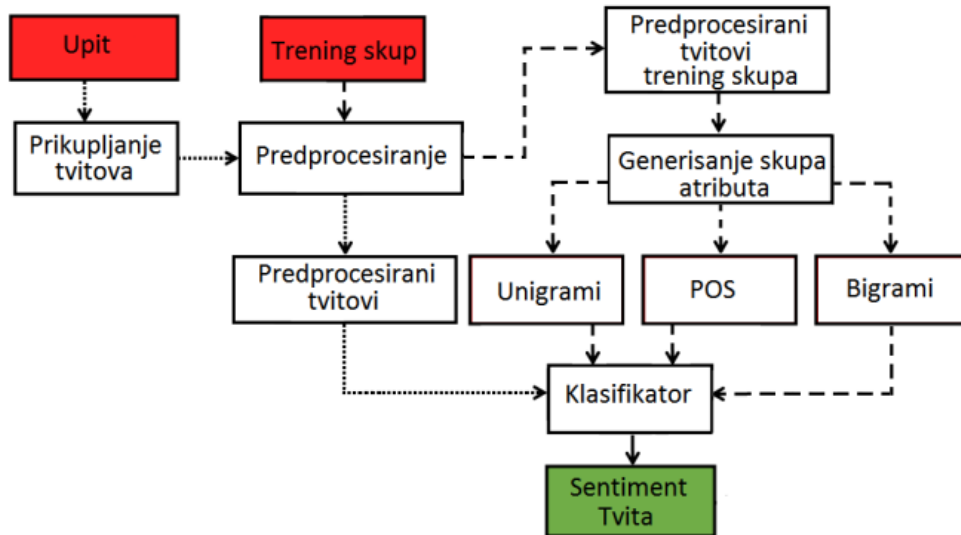 Upit
Trening skup
Predprocesirani
tvitovi
trening skupa
Prikupljanje
tvitova
Predprocesiranje
Generisanje skupa
atributa
Predprocesirani
tvitovi
Unigrami
POS
Bigrami
Klasifikator
Sentiment
Tvita